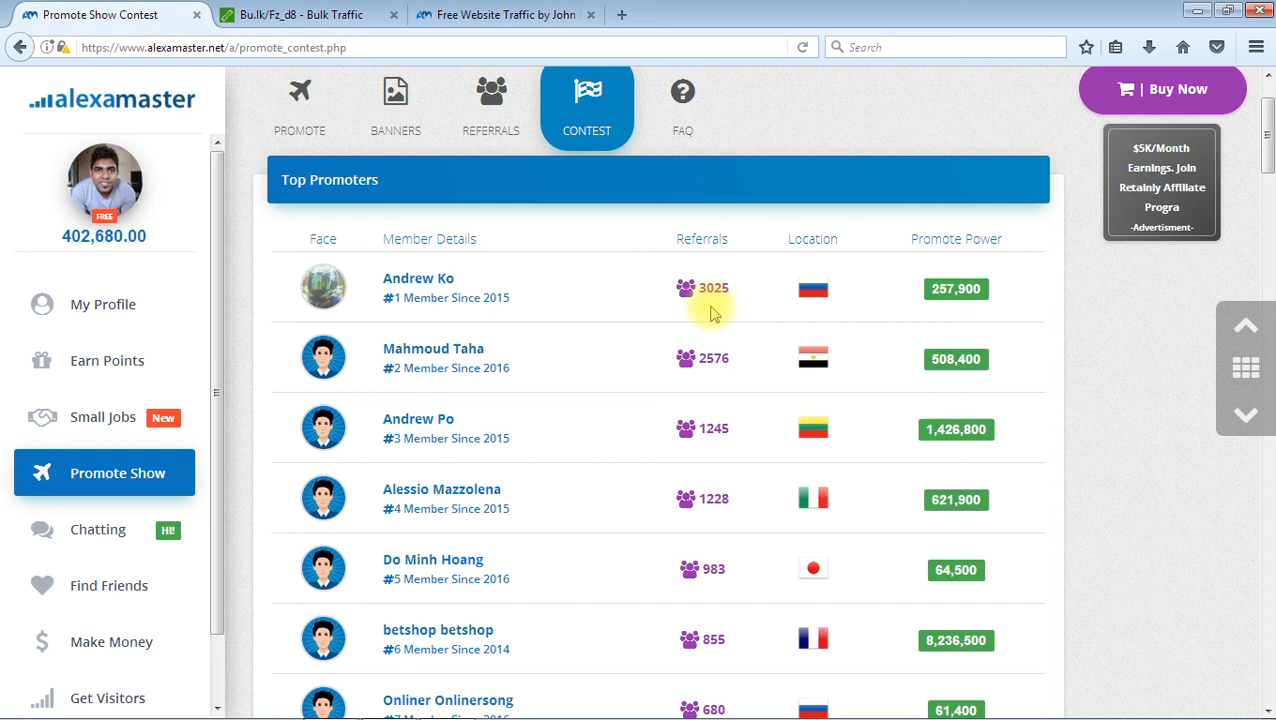 Promote Show Contest
Bu.lk/Fz_d8 - Bulk Traffic
Free Website Traffic by John
https://www.alexamaster.net/a/promote_contest.php
Search
alexamaster
FREE
402,680.00
My Profile
Earn Points
Small Jobs New
Promote Show
Chatting HI!
Find Friends
Make Money
Get Visitors
PROMOTE
BANNERS
REFERRALS
CONTEST
FAQ
Top Promoters
Face Member Details Referrals Location Promote Power
Andrew Ko
#1 Member Since 2015
3025
257,900
Mahmoud Taha
#2 Member Since 2016
2576
508,400
Andrew Po
#3 Member Since 2015
1245
1,426,800
Alessio Mazzolena
#4 Member Since 2015
1228
621,900
Do Minh Hoang
#5 Member Since 2016
983
64,500
betshop betshop
#6 Member Since 2014
855
8,236,500
Onliner Onlinersong
680
61,400
| Buy Now
$5K/Month
Earnings. Join
Retainly Affiliate
Progra
-Advertisment-